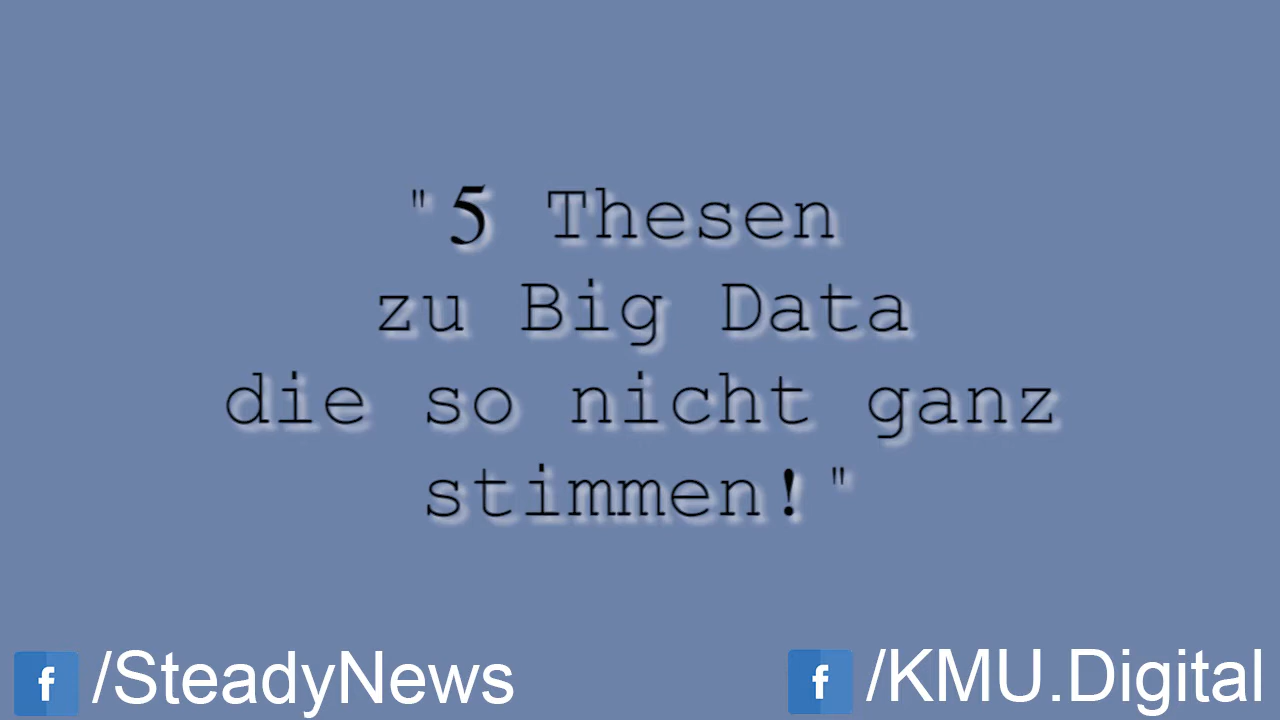 "5 Thesen
zu Big Data
die so nicht ganz
stimmen!"
f /SteadyNews
f /KMU.Digital